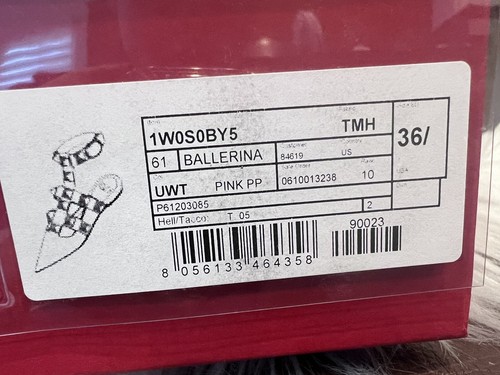 1W0S0BY5 TMH 36/
61 BALLERINA 84619 US
UWT PINK PP 0610013238 10
P61203085
Heil/Tacco: T. 05 2
90023
8 056133 464358